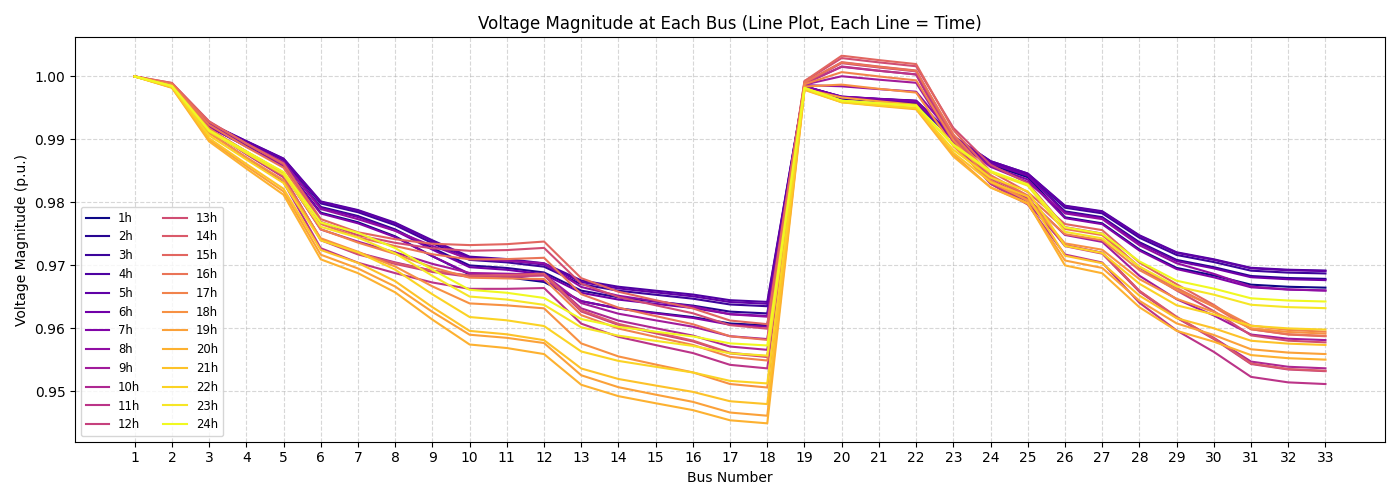 Voltage Magnitude at Each Bus (Line Plot, Each Line = Time)
Voltage Magnitude (p.u.)
1.00
0.99
0.98
0.97
0.96
0.95
1h 13h
2h 14h
3h 15h
4h 16h
5h 17h
6h 18h
7h 19h
8h 20h
9h 21h
10h 22h
11h 23h
12h 24h
1 2 3 4 5 6 7 8 9 10 11 12 13 14 15 16 17 18 19 20 21 22 23 24 25 26 27 28 29 30 31 32 33
Bus Number